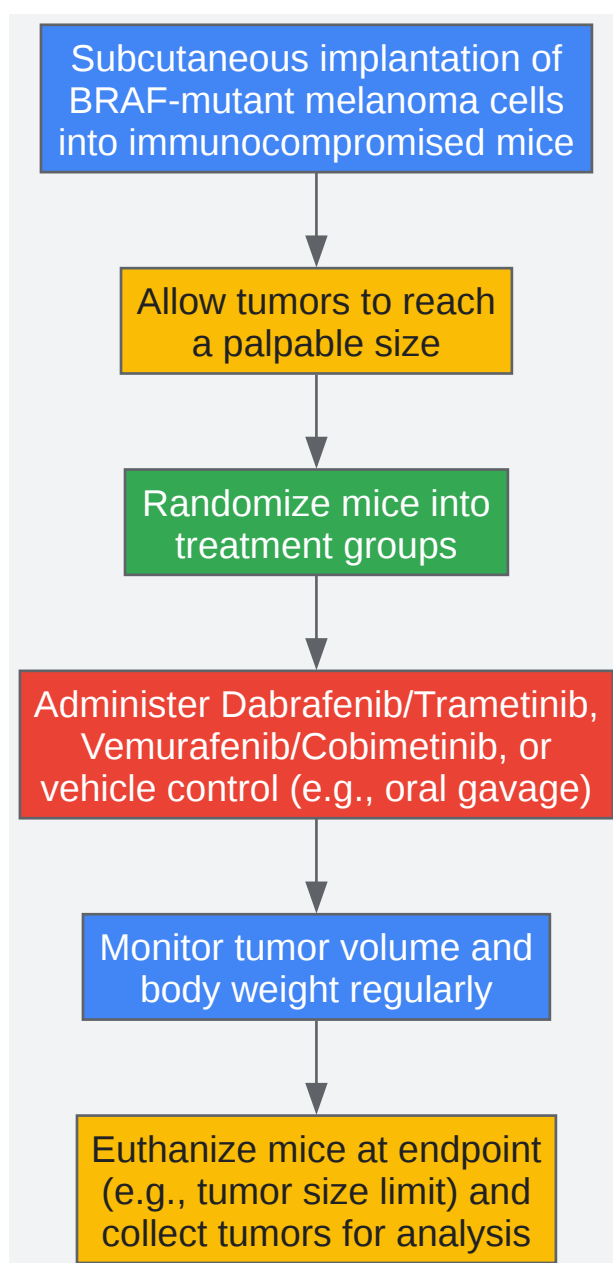 Subcutaneous implantation of
BRAF-mutant melanoma cells
into immunocompromised mice
Allow tumors to reach
a palpable size
Randomize mice into
treatment groups
Administer Dabrafenib/Trametinib,
Vemurafenib/Cobimetinib, or
vehicle control (e.g., oral gavage)
Monitor tumor volume and
body weight regularly
Euthanize mice at endpoint
(e.g., tumor size limit) and
collect tumors for analysis